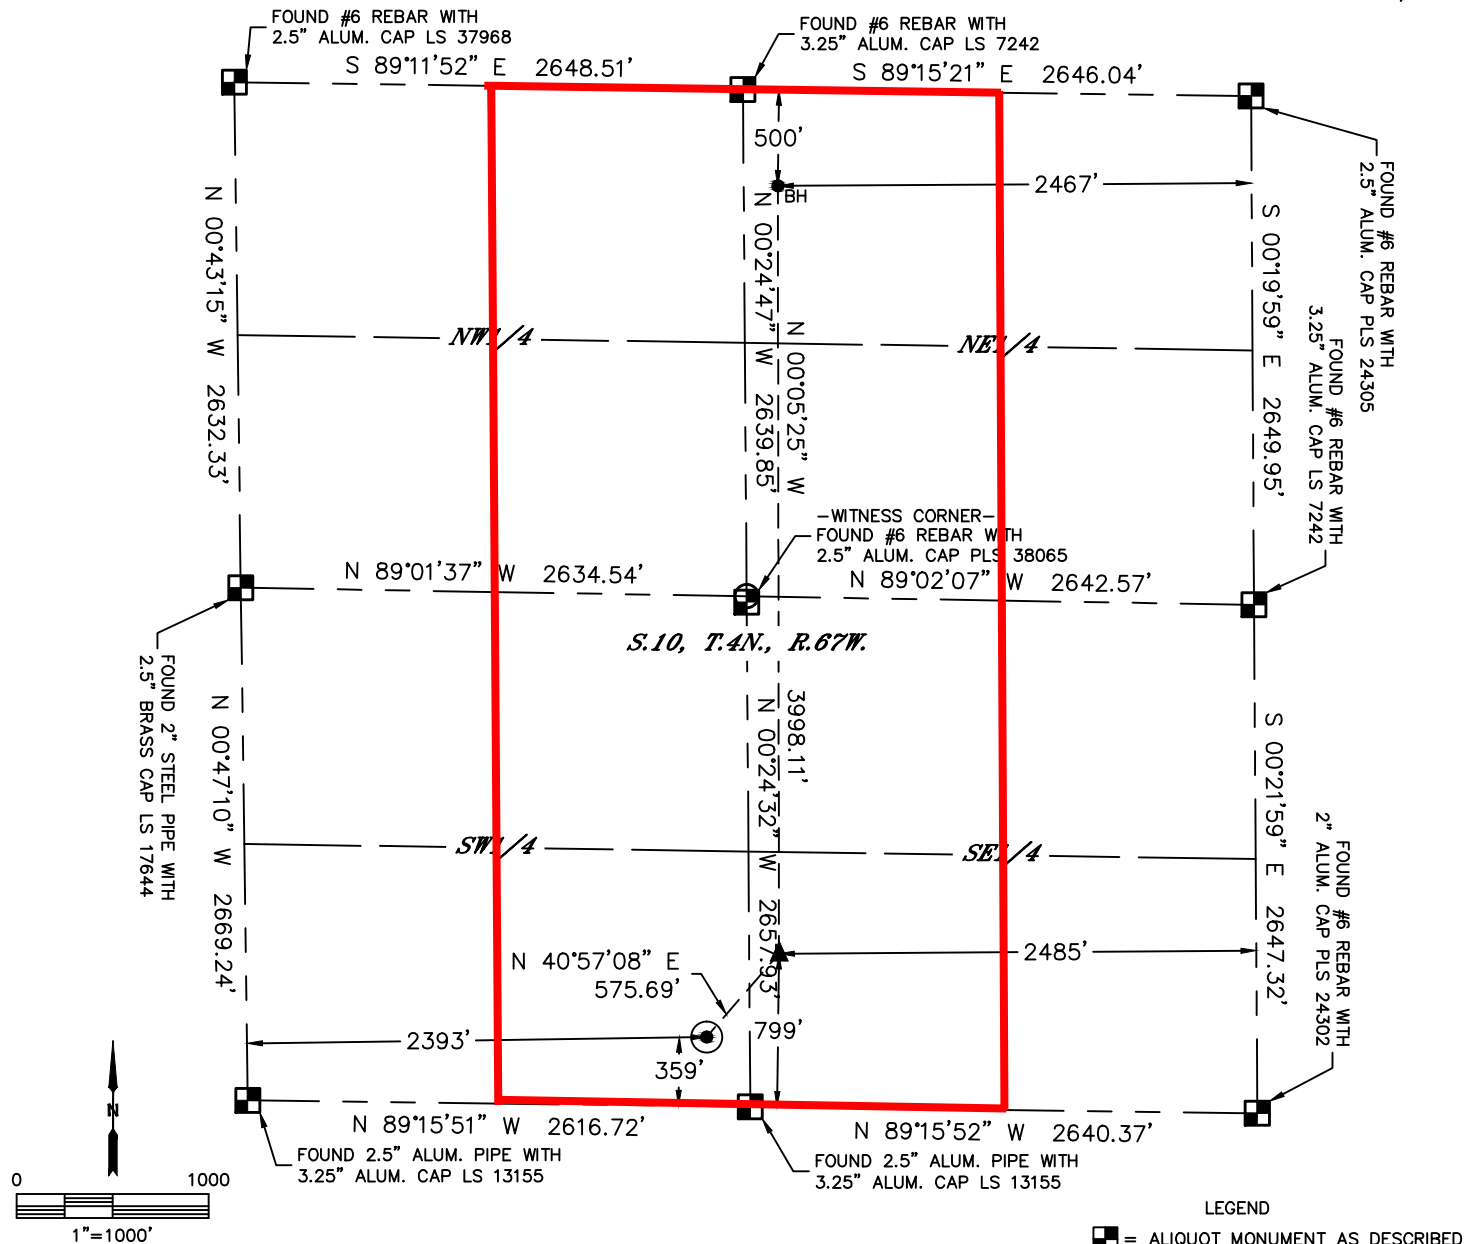 FOUND #6 REBAR WITH
2.5" ALUM. CAP LS 37968
S 89°11'52" E 2648.51'
FOUND #6 REBAR WITH
3.25" ALUM. CAP LS 7242
S 89°15'21" E 2646.04'
500'
2467'
BH
FOUND #6 REBAR WITH
2.5" ALUM. CAP PLS 24305
N 00°43'15" W 2632.33'
N 00°24'47" W 2639.85'
N 00°05'25" W
3998.11'
S 00°19'59" E 2649.95'
NW1/4
NE1/4
FOUND #6 REBAR WITH
3.25" ALUM. CAP LS 7242
-WITNESS CORNER-
FOUND #6 REBAR WITH
2.5" ALUM. CAP PLS 38065
N 89°01'37" W 2634.54'
N 89°02'07" W 2642.57'
S.10, T.4N., R.67W.
FOUND 2" STEEL PIPE WITH
2.5" BRASS CAP LS 17644
N 00°47'10" W 2669.24'
N 00°24'32" W 2657.93'
S 00°21'59" E 2647.32'
SW1/4
SE1/4
FOUND #6 REBAR WITH
2" ALUM. CAP PLS 24302
N 40°57'08" E
575.69'
2485'
2393'
359'
799'
N 89°15'51" W 2616.72'
N 89°15'52" W 2640.37'
FOUND 2.5" ALUM. PIPE WITH
3.25" ALUM. CAP LS 13155
FOUND 2.5" ALUM. PIPE WITH
3.25" ALUM. CAP LS 13155
N
0 1000
1"=1000'
LEGEND
= ALIQUOT MONUMENT AS DESCRIBED